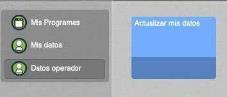 Mis Programas
Mis datos
Datos operador
Actualizar mis datos